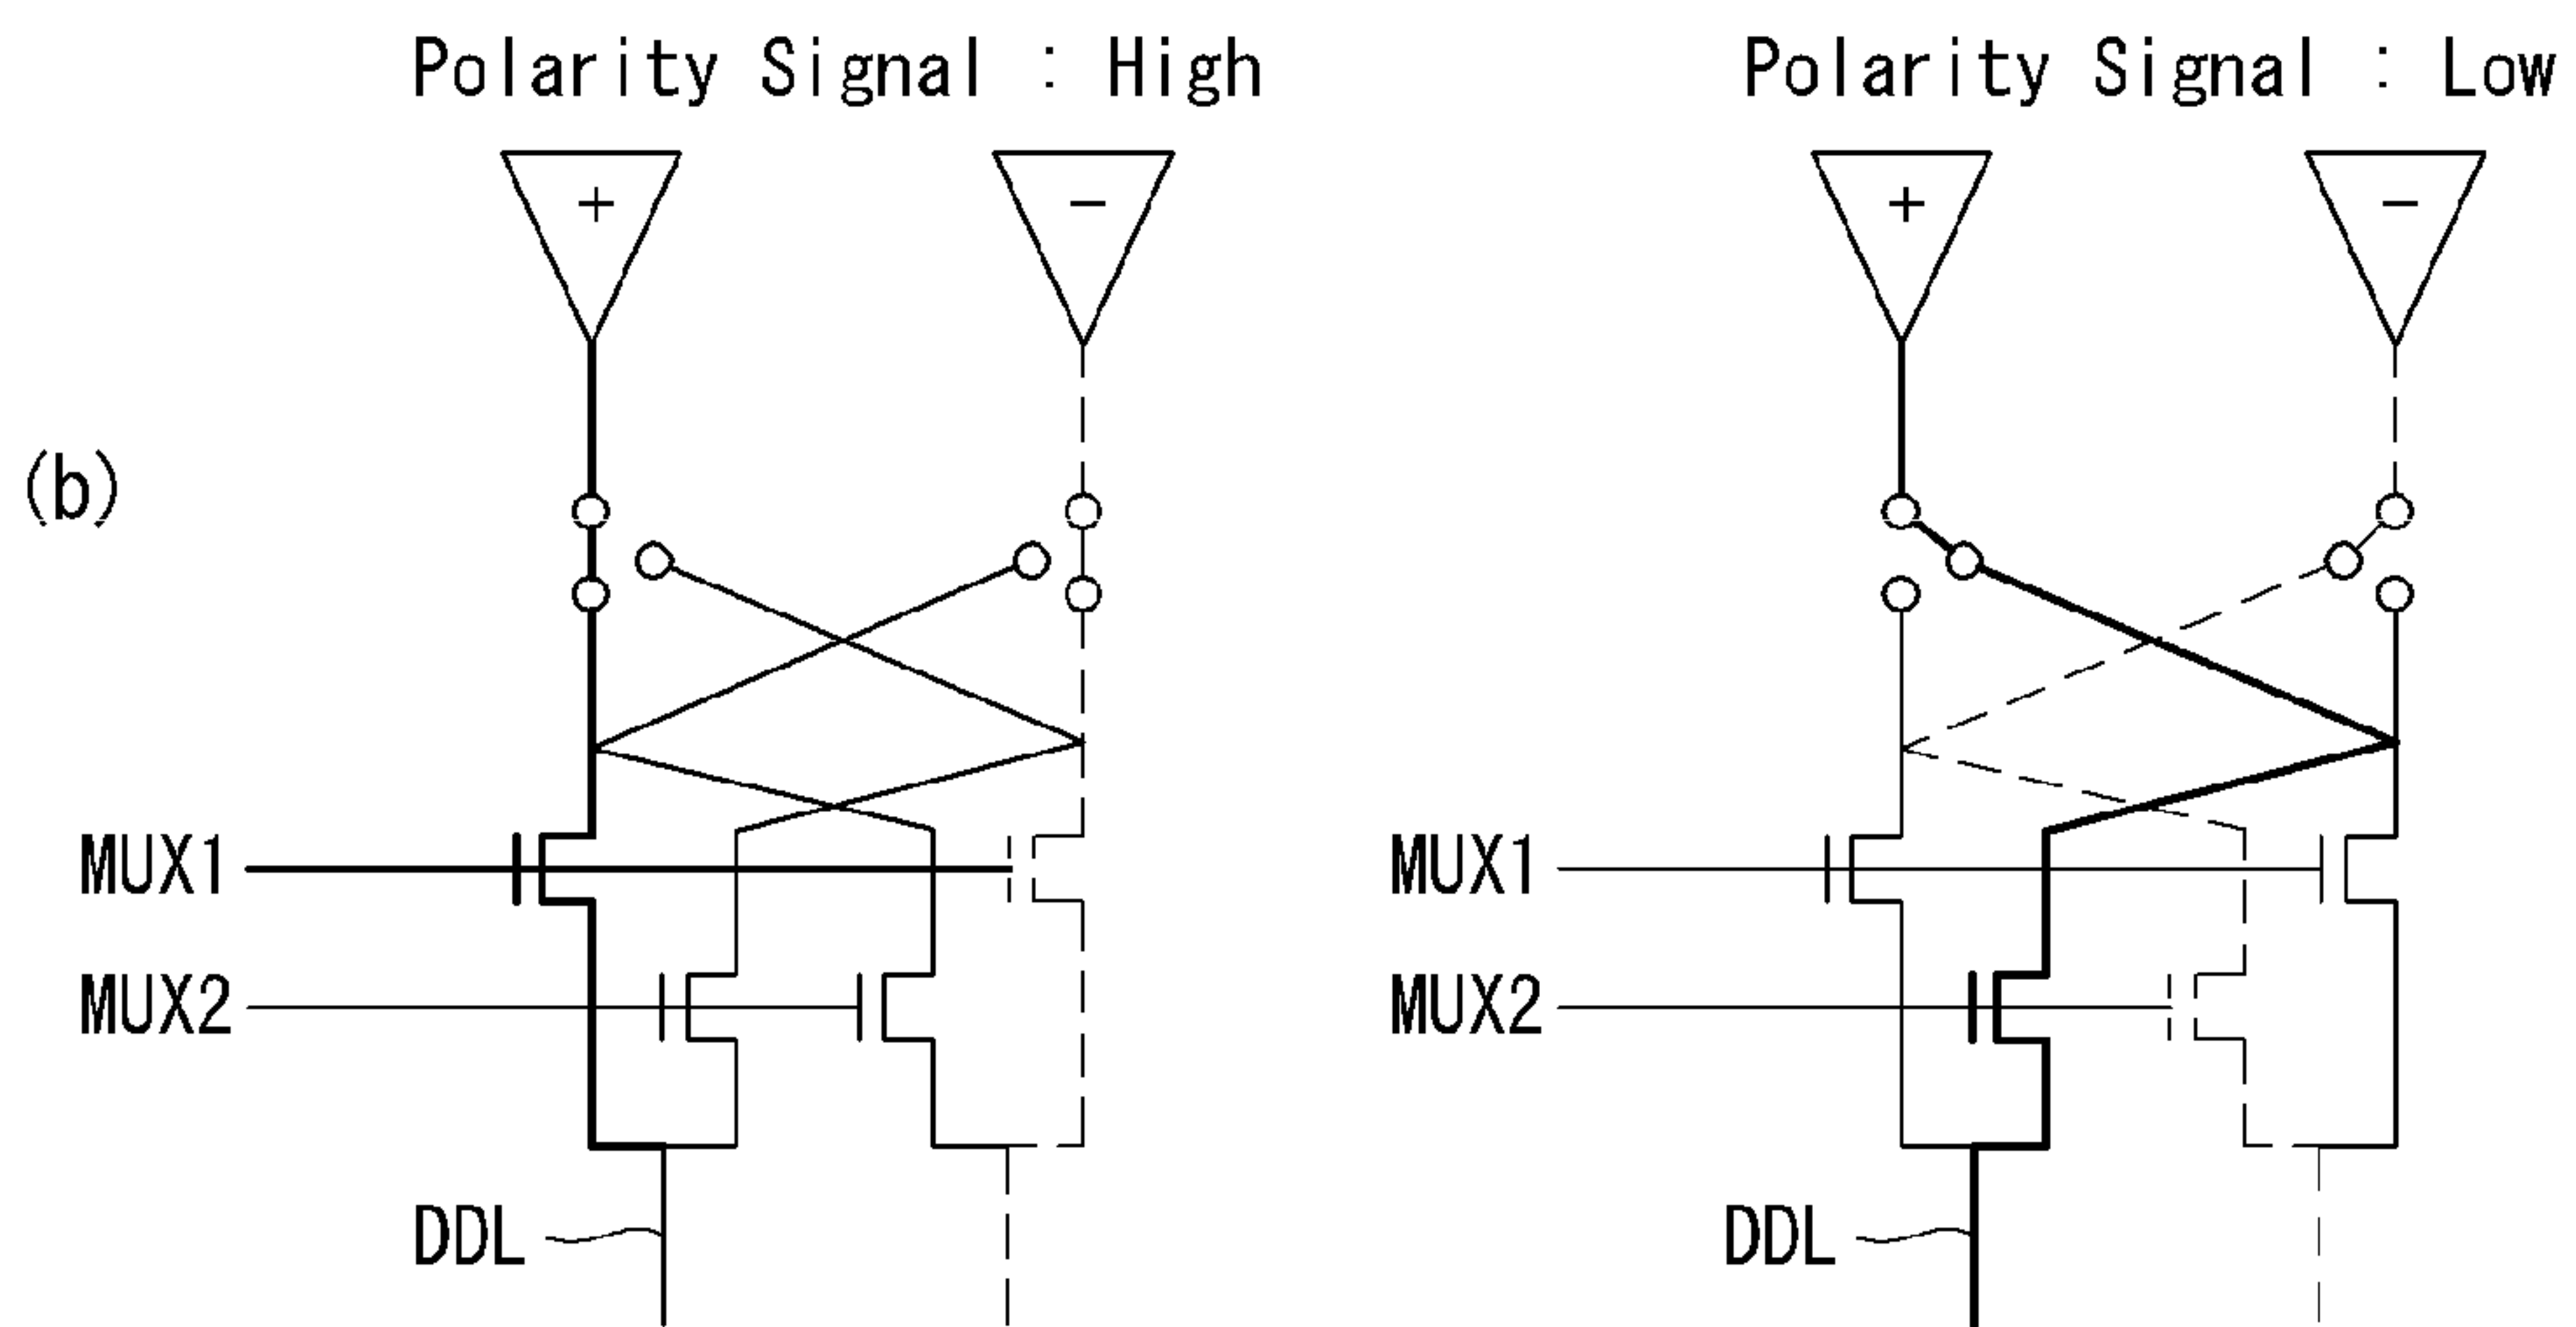 Polarity Signal : High
Polarity Signal : Low
+
−
+
−
(b)
MUX1
MUX1
MUX2
MUX2
DDL
DDL